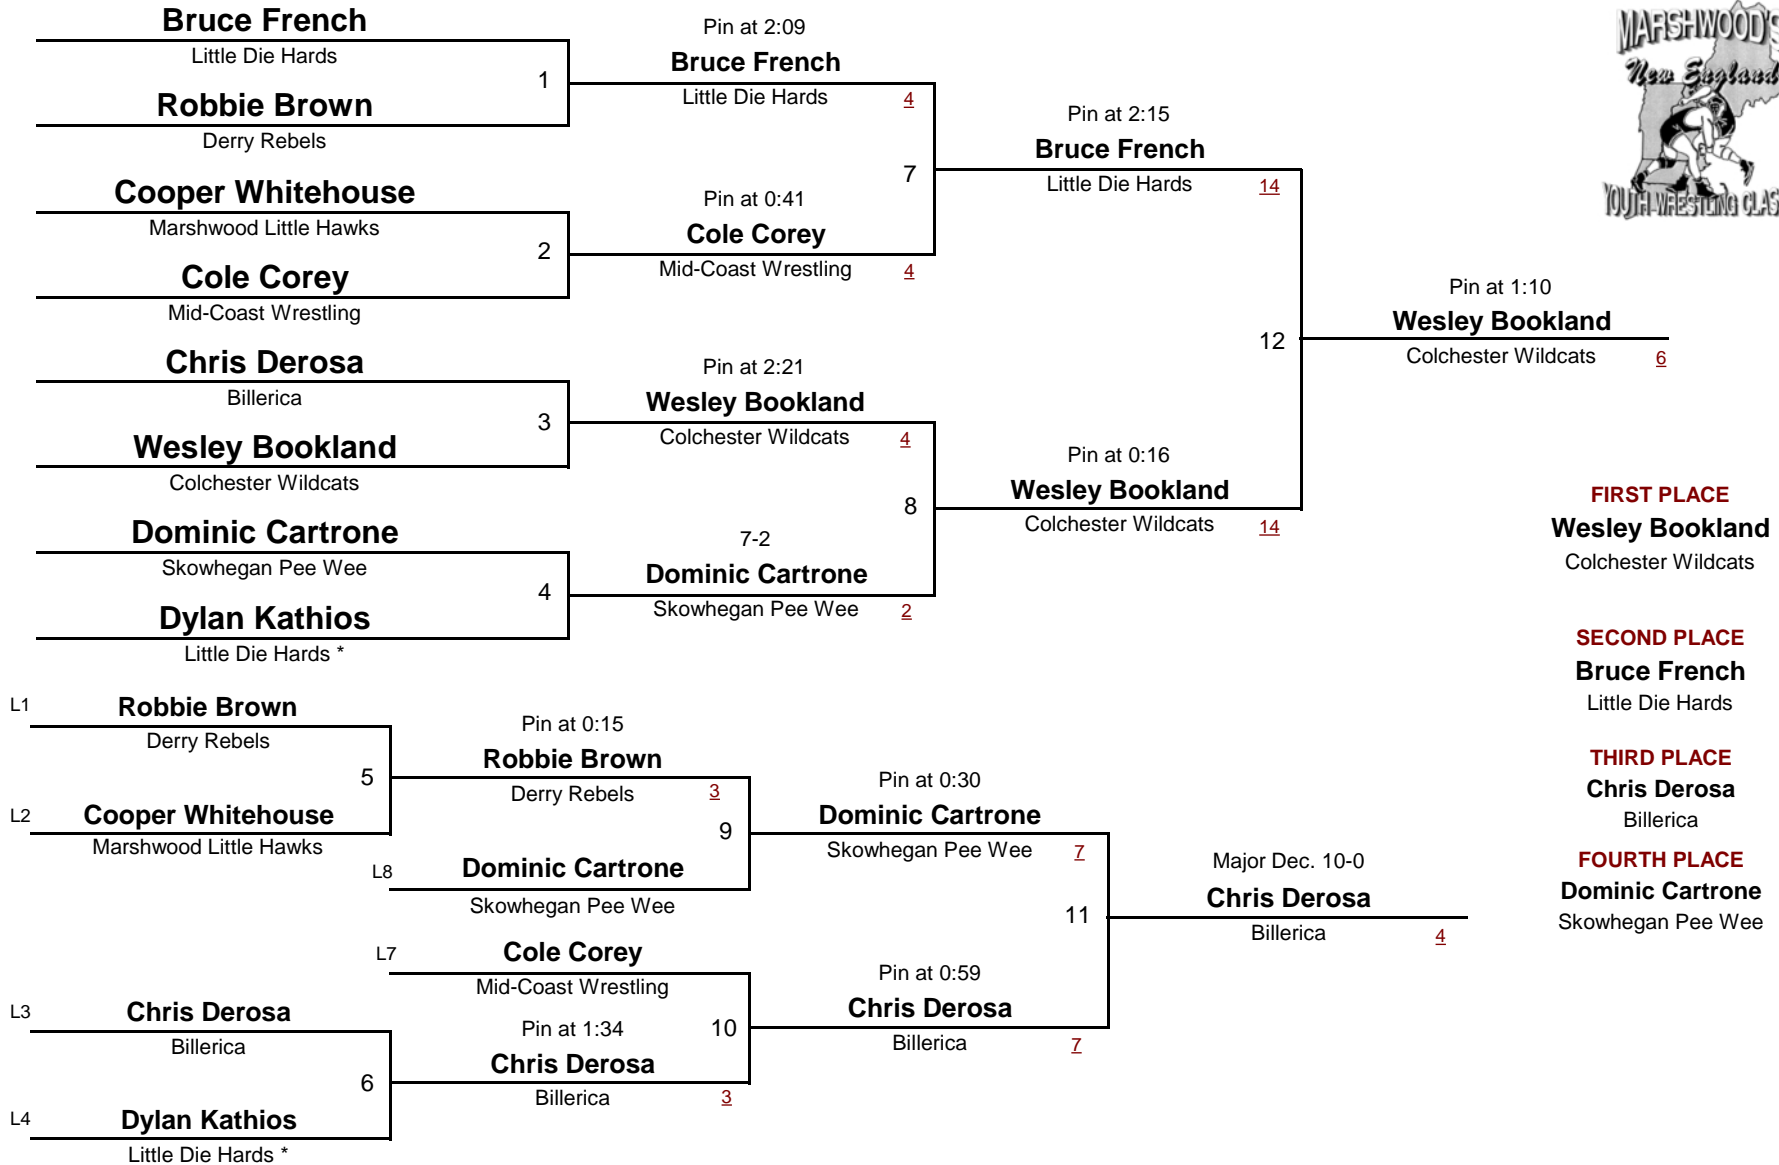 Bruce French
Little Die Hards
1
Robbie Brown
Derry Rebels
Cooper Whitehouse
Marshwood Little Hawks
2
Cole Corey
Mid-Coast Wrestling
Chris Derosa
Billerica
3
Wesley Bookland
Colchester Wildcats
Dominic Cartrone
Skowhegan Pee Wee
4
Dylan Kathios
Little Die Hards *
Pin at 2:09
Bruce French
Little Die Hards 4
7
Pin at 0:41
Cole Corey
Mid-Coast Wrestling 4
Pin at 2:21
Wesley Bookland
Colchester Wildcats 4
8
7-2
Dominic Cartrone
Skowhegan Pee Wee 2
Pin at 2:15
Bruce French
Little Die Hards 14
12
Pin at 0:16
Wesley Bookland
Colchester Wildcats 14
Pin at 1:10
Wesley Bookland
Colchester Wildcats 6
MARSHWOOD'S
New England
YOUTH WRESTLING CLAS
FIRST PLACE
Wesley Bookland
Colchester Wildcats
SECOND PLACE
Bruce French
Little Die Hards
THIRD PLACE
Chris Derosa
Billerica
FOURTH PLACE
Dominic Cartrone
Skowhegan Pee Wee
L1 Robbie Brown
Derry Rebels
5
L2 Cooper Whitehouse
Marshwood Little Hawks
Pin at 0:15
Robbie Brown
Derry Rebels 3
9
L8 Dominic Cartrone
Skowhegan Pee Wee
L7 Cole Corey
Mid-Coast Wrestling
L3 Chris Derosa
Billerica
6
L4 Dylan Kathios
Little Die Hards *
Pin at 1:34 10
Chris Derosa
Billerica 3
Pin at 0:30
Dominic Cartrone
Skowhegan Pee Wee 7
11
Pin at 0:59
Chris Derosa
Billerica 7
Major Dec. 10-0
Chris Derosa
Billerica 4